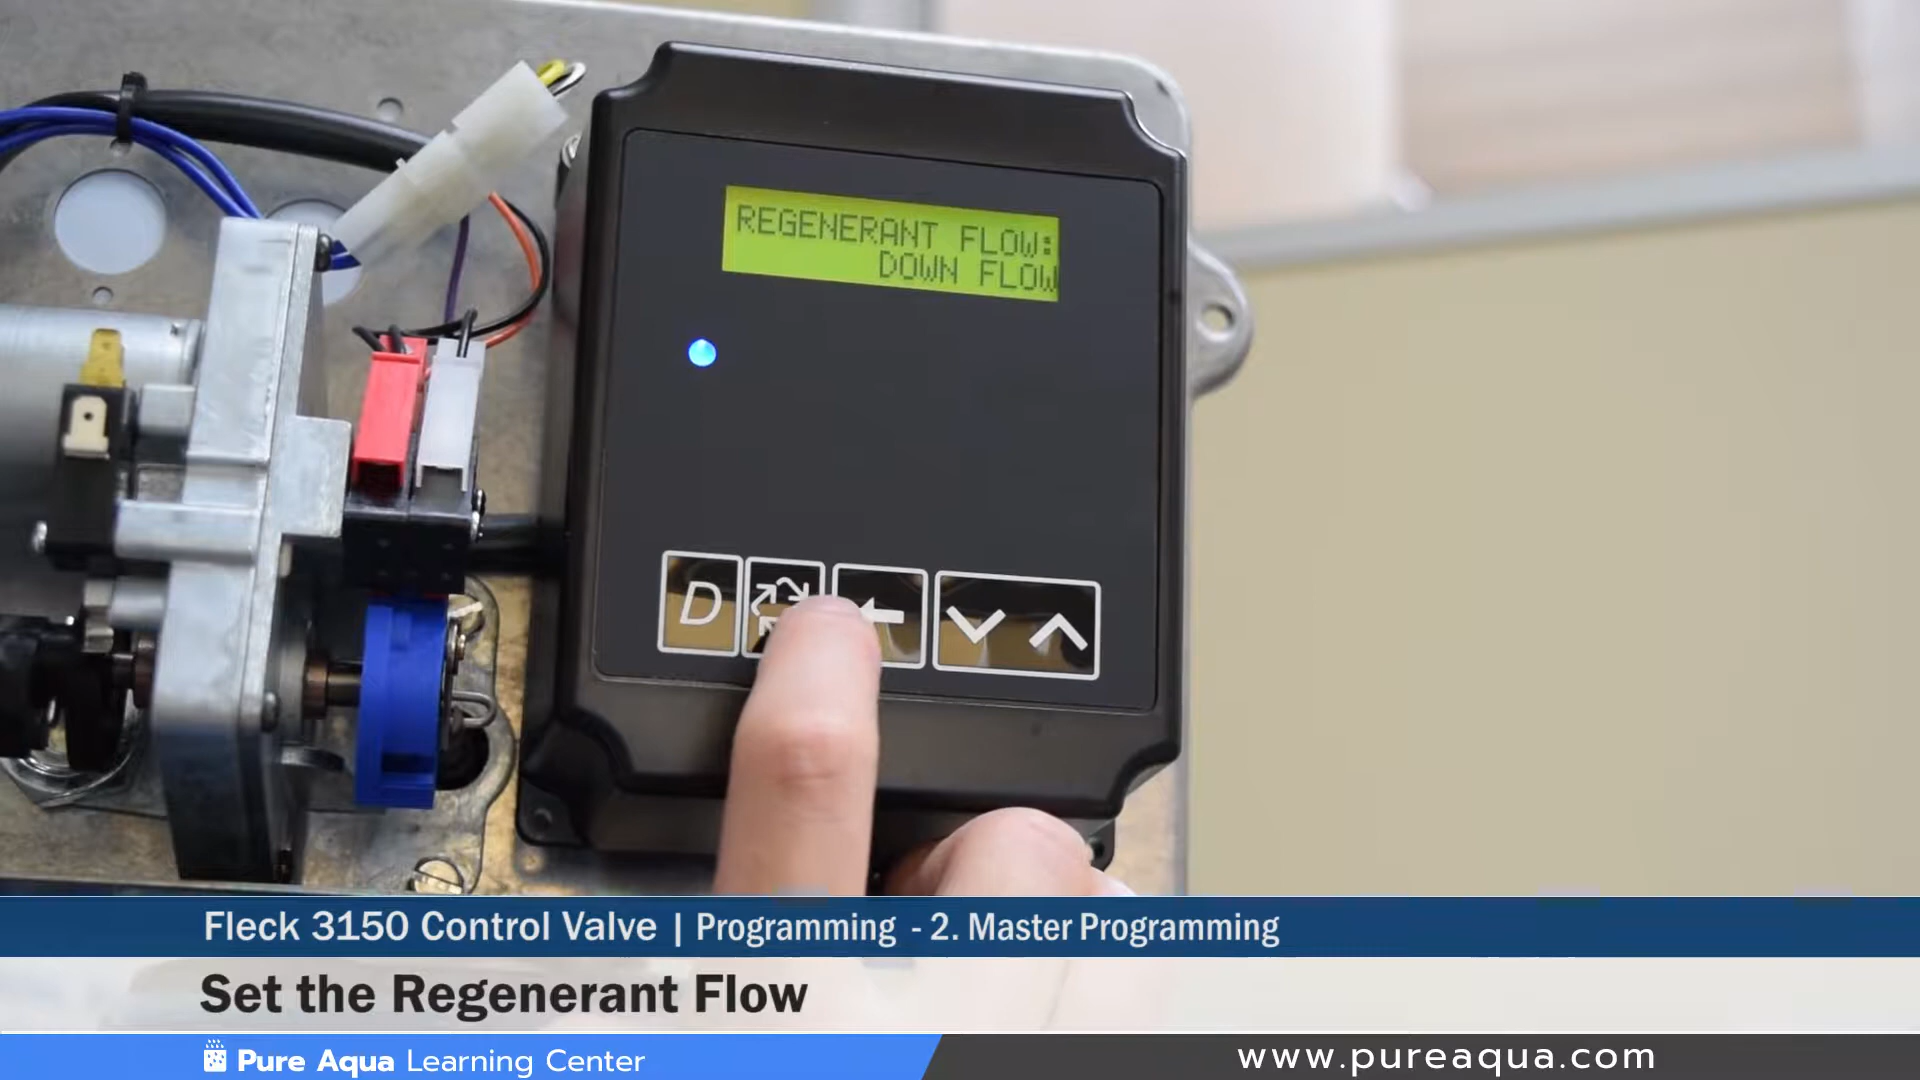 REGENERANT FLOW:
DOWN FLOW
D
Fleck 3150 Control Valve | Programming - 2. Master Programming
Set the Regenerant Flow
Pure Aqua Learning Center
www.pureaqua.com